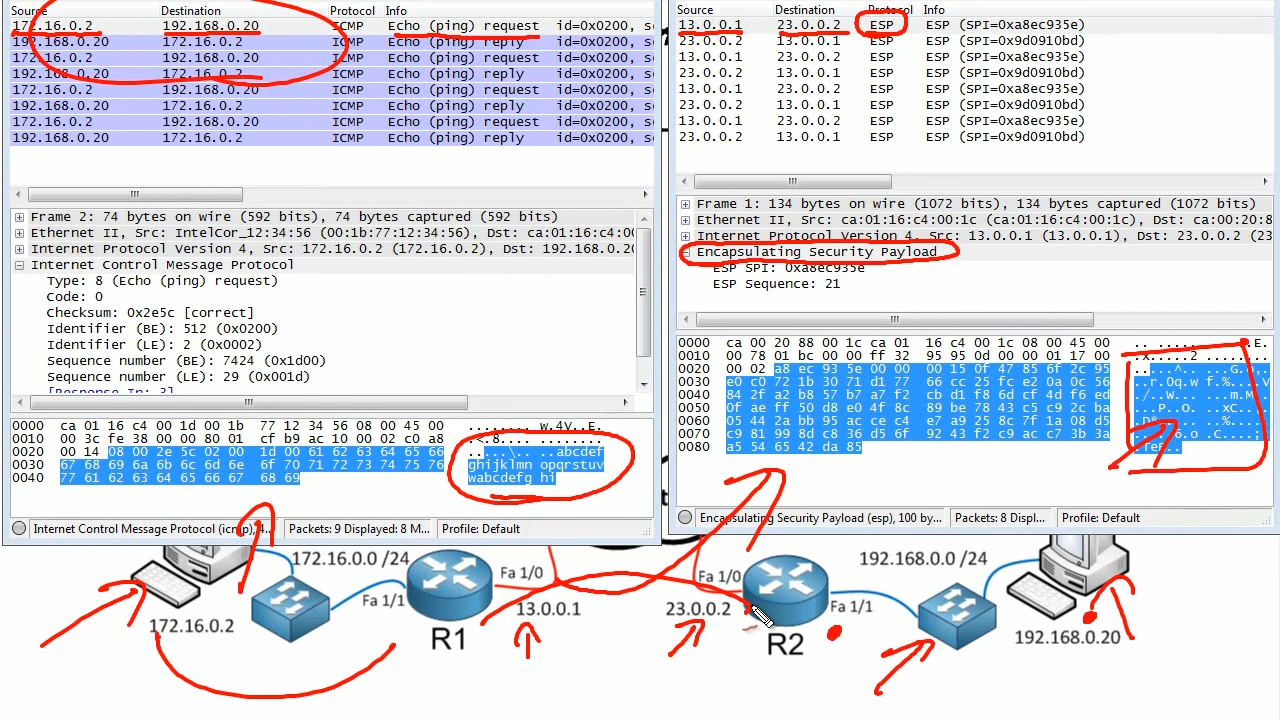 Source Destination Protocol Info
172.16.0.2 192.168.0.20 ICMP Echo (ping) request id=0x0200, s
192.168.0.20 172.16.0.2 ICMP Echo (ping) reply id=0x0200, s
172.16.0.2 192.168.0.20 ICMP Echo (ping) request id=0x0200, s
192.168.0.20 172.16.0.2 ICMP Echo (ping) reply id=0x0200, s
172.16.0.2 192.168.0.20 ICMP Echo (ping) request id=0x0200, s
192.168.0.20 172.16.0.2 ICMP Echo (ping) reply id=0x0200, s
172.16.0.2 192.168.0.20 ICMP Echo (ping) request id=0x0200, s
192.168.0.20 172.16.0.2 ICMP Echo (ping) reply id=0x0200, s
Frame 2: 74 bytes on wire (592 bits), 74 bytes captured (592 bits)
Ethernet II, Src: IntelCor_12:34:56 (00:1b:77:12:34:56), Dst: ca:01:16:c4:00
Internet Protocol Version 4, Src: 172.16.0.2 (172.16.0.2), Dst: 192.168.0.20
Internet Control Message Protocol
Type: 8 (Echo (ping) request)
Code: 0
Checksum: 0x2e5c [correct]
Identifier (BE): 512 (0x0200)
Identifier (LE): 2 (0x0002)
Sequence number (BE): 7424 (0x1d00)
Sequence number (LE): 29 (0x001d)
[Response In: 3]
0000 ca 01 16 c4 00 1d 00 1b 77 12 34 56 08 00 45 00 ........ w.4V..E.
0010 00 3c fe 38 00 00 80 01 cf b9 ac 10 00 02 c0 a8 .<.8.... ........
0020 00 14 08 00 2e 5c 02 00 1d 00 61 62 63 64 65 66 .....\.. ..abcdef
0030 67 68 69 6a 6b 6c 6d 6e 6f 70 71 72 73 74 75 76 ghijklmn opqrstuv
0040 77 61 62 63 64 65 66 67 68 69 wabcdefg hi
Internet Control Message Protocol (icmp), 4... Packets: 9 Displayed: 8 M... Profile: Default
Source Destination Protocol Info
13.0.0.1 23.0.0.2 ESP ESP (SPI=0xa8ec935e)
23.0.0.2 13.0.0.1 ESP ESP (SPI=0x9d0910bd)
13.0.0.1 23.0.0.2 ESP ESP (SPI=0xa8ec935e)
23.0.0.2 13.0.0.1 ESP ESP (SPI=0x9d0910bd)
13.0.0.1 23.0.0.2 ESP ESP (SPI=0xa8ec935e)
23.0.0.2 13.0.0.1 ESP ESP (SPI=0x9d0910bd)
13.0.0.1 23.0.0.2 ESP ESP (SPI=0xa8ec935e)
23.0.0.2 13.0.0.1 ESP ESP (SPI=0x9d0910bd)
Frame 1: 134 bytes on wire (1072 bits), 134 bytes captured (1072 bits)
Ethernet II, Src: ca:01:16:c4:00:1c (ca:01:16:c4:00:1c), Dst: ca:00:20:8
Internet Protocol Version 4, Src: 13.0.0.1 (13.0.0.1), Dst: 23.0.0.2 (23
Encapsulating Security Payload
ESP SPI: 0xa8ec935e
ESP Sequence: 21
0000 ca 00 20 88 00 1c ca 01 16 c4 00 1c 08 00 45 00
0010 00 78 01 bc 00 00 ff 32 95 95 0d 00 00 01 17 00
0020 00 02 a8 ec 93 5e 00 00 00 15 0f 47 85 6f 2c 95
0030 e0 c0 72 1b 30 71 d1 77 66 cc 25 fc e2 0a 0c 56
0040 84 2f a2 b8 57 b7 a7 f2 cb d1 f8 6d cf 4d f6 ed
0050 0f ae ff 50 d8 e0 4f 8c 89 be 78 43 c5 c9 2c ba
0060 05 44 2a bb 95 ac ce c4 e7 a9 25 8c 7f 1a 08 d5
0070 c9 81 99 8d c8 36 d5 6f 92 43 f2 c9 ac c7 3b 3a
0080 a5 54 65 42 da 85
Encapsulating Security Payload (esp), 100 by... Packets: 8 Displ... Profile: Default
172.16.0.0 /24
Fa 1/0
Fa 1/0
192.168.0.0 /24
Fa 1/1
13.0.0.1
23.0.0.2
Fa 1/1
172.16.0.2
R1
R2
192.168.0.20